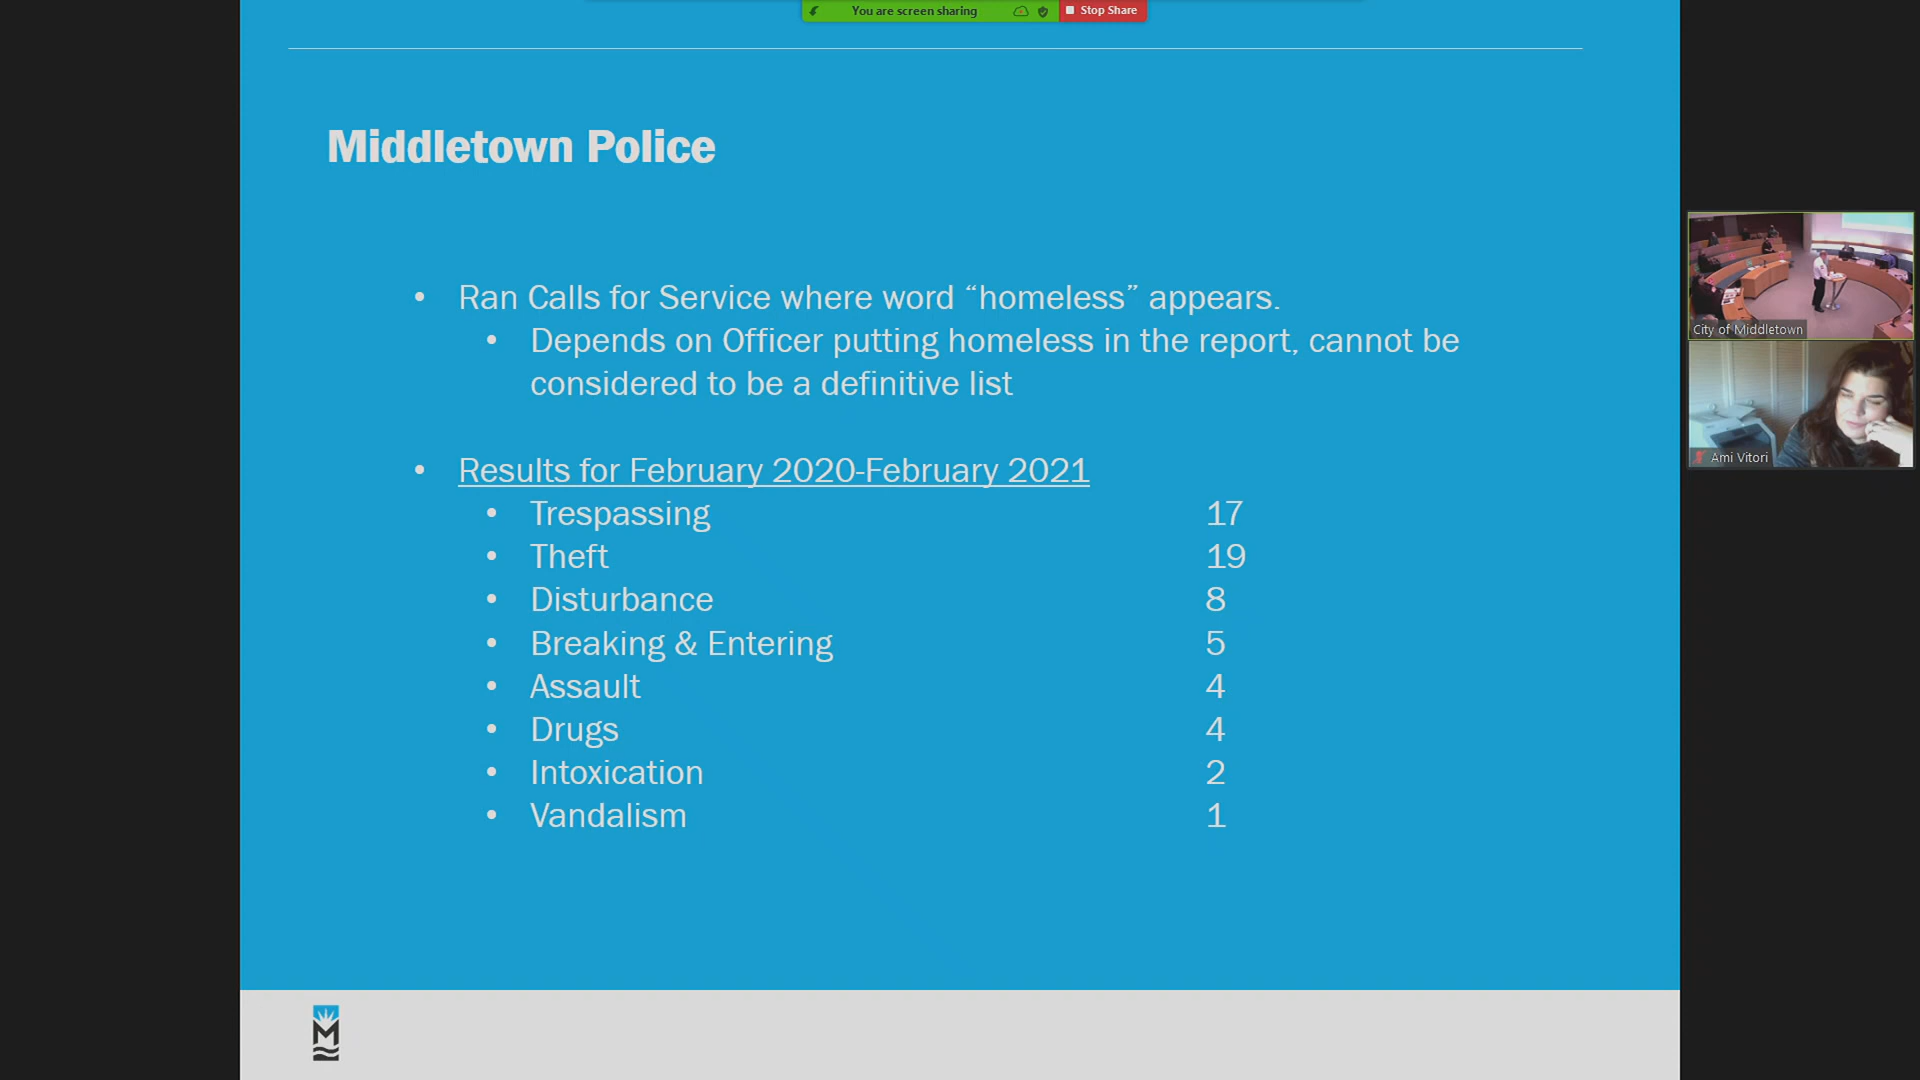 You are screen sharing
Stop Share
Middletown Police
• Ran Calls for Service where word “homeless” appears.
• Depends on Officer putting homeless in the report, cannot be
considered to be a definitive list
• Results for February 2020-February 2021
• Trespassing 17
• Theft 19
• Disturbance 8
• Breaking & Entering 5
• Assault 4
• Drugs 4
• Intoxication 2
• Vandalism 1
M
City of Middletown
Ami Vitori